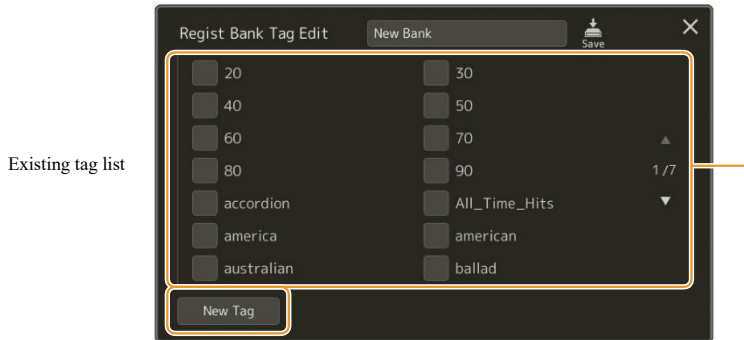 Regist Bank Tag Edit New Bank Save
20 30
40 50
60 70
80 90 1/7
Existing tag list
accordion All_Time_Hits
america american
australian ballad
New Tag